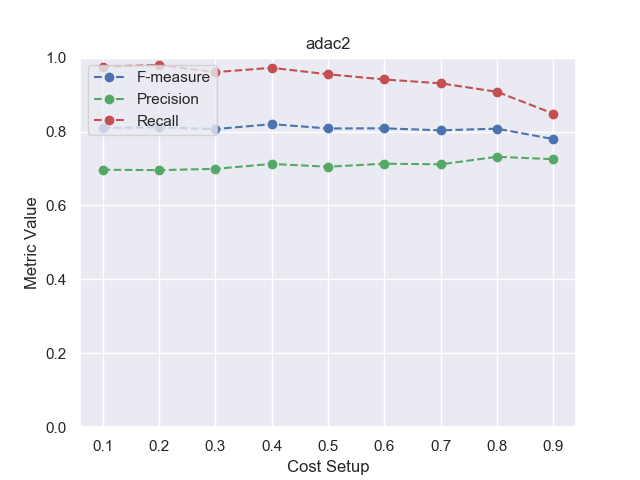 adac2
F-measure
Precision
Recall
Metric Value
1.0
0.8
0.6
0.4
0.2
0.0
0.1 0.2 0.3 0.4 0.5 0.6 0.7 0.8 0.9
Cost Setup